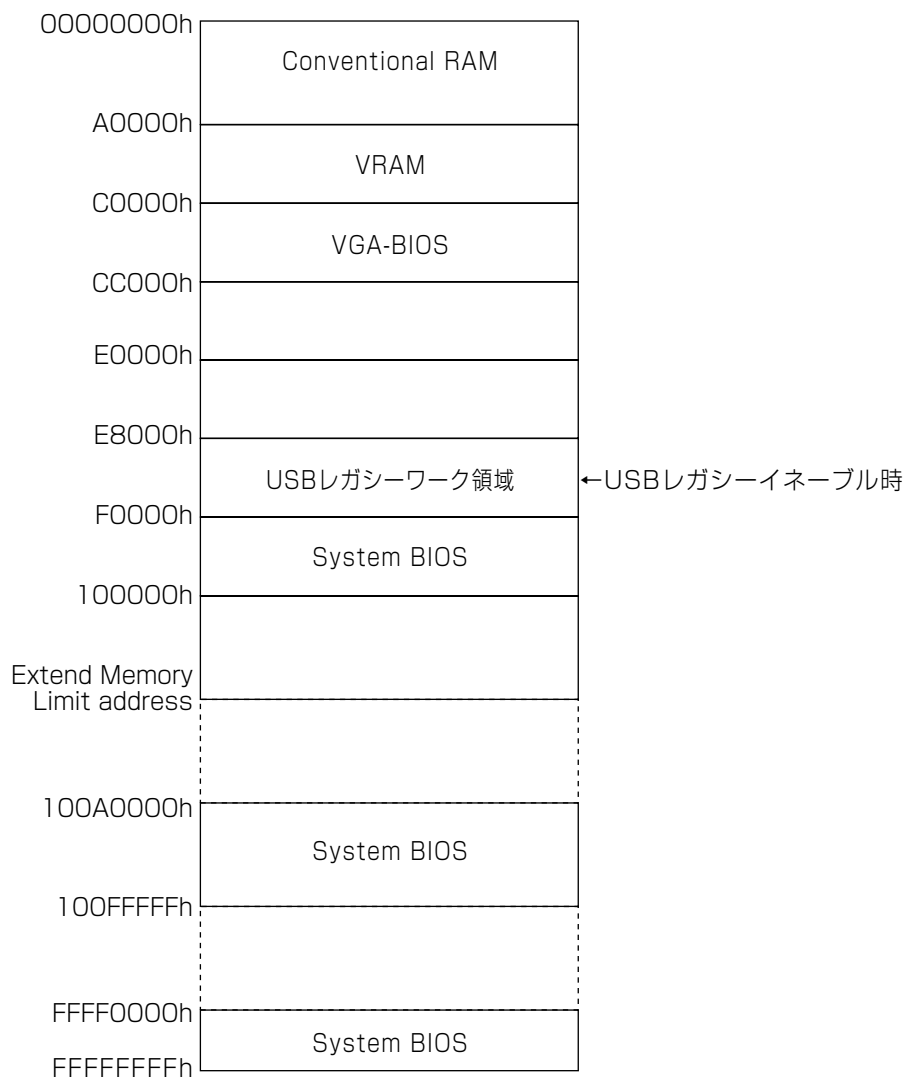 00000000h
Conventional RAM
A0000h
VRAM
C0000h
VGA-BIOS
CC000h
E0000h
E8000h
USBレガシーワーク領域
←USBレガシーイネーブル時
F0000h
System BIOS
100000h
Extend Memory
Limit address
100A0000h
System BIOS
100FFFFFh
FFFF0000h
System BIOS
FFFFFFFFh